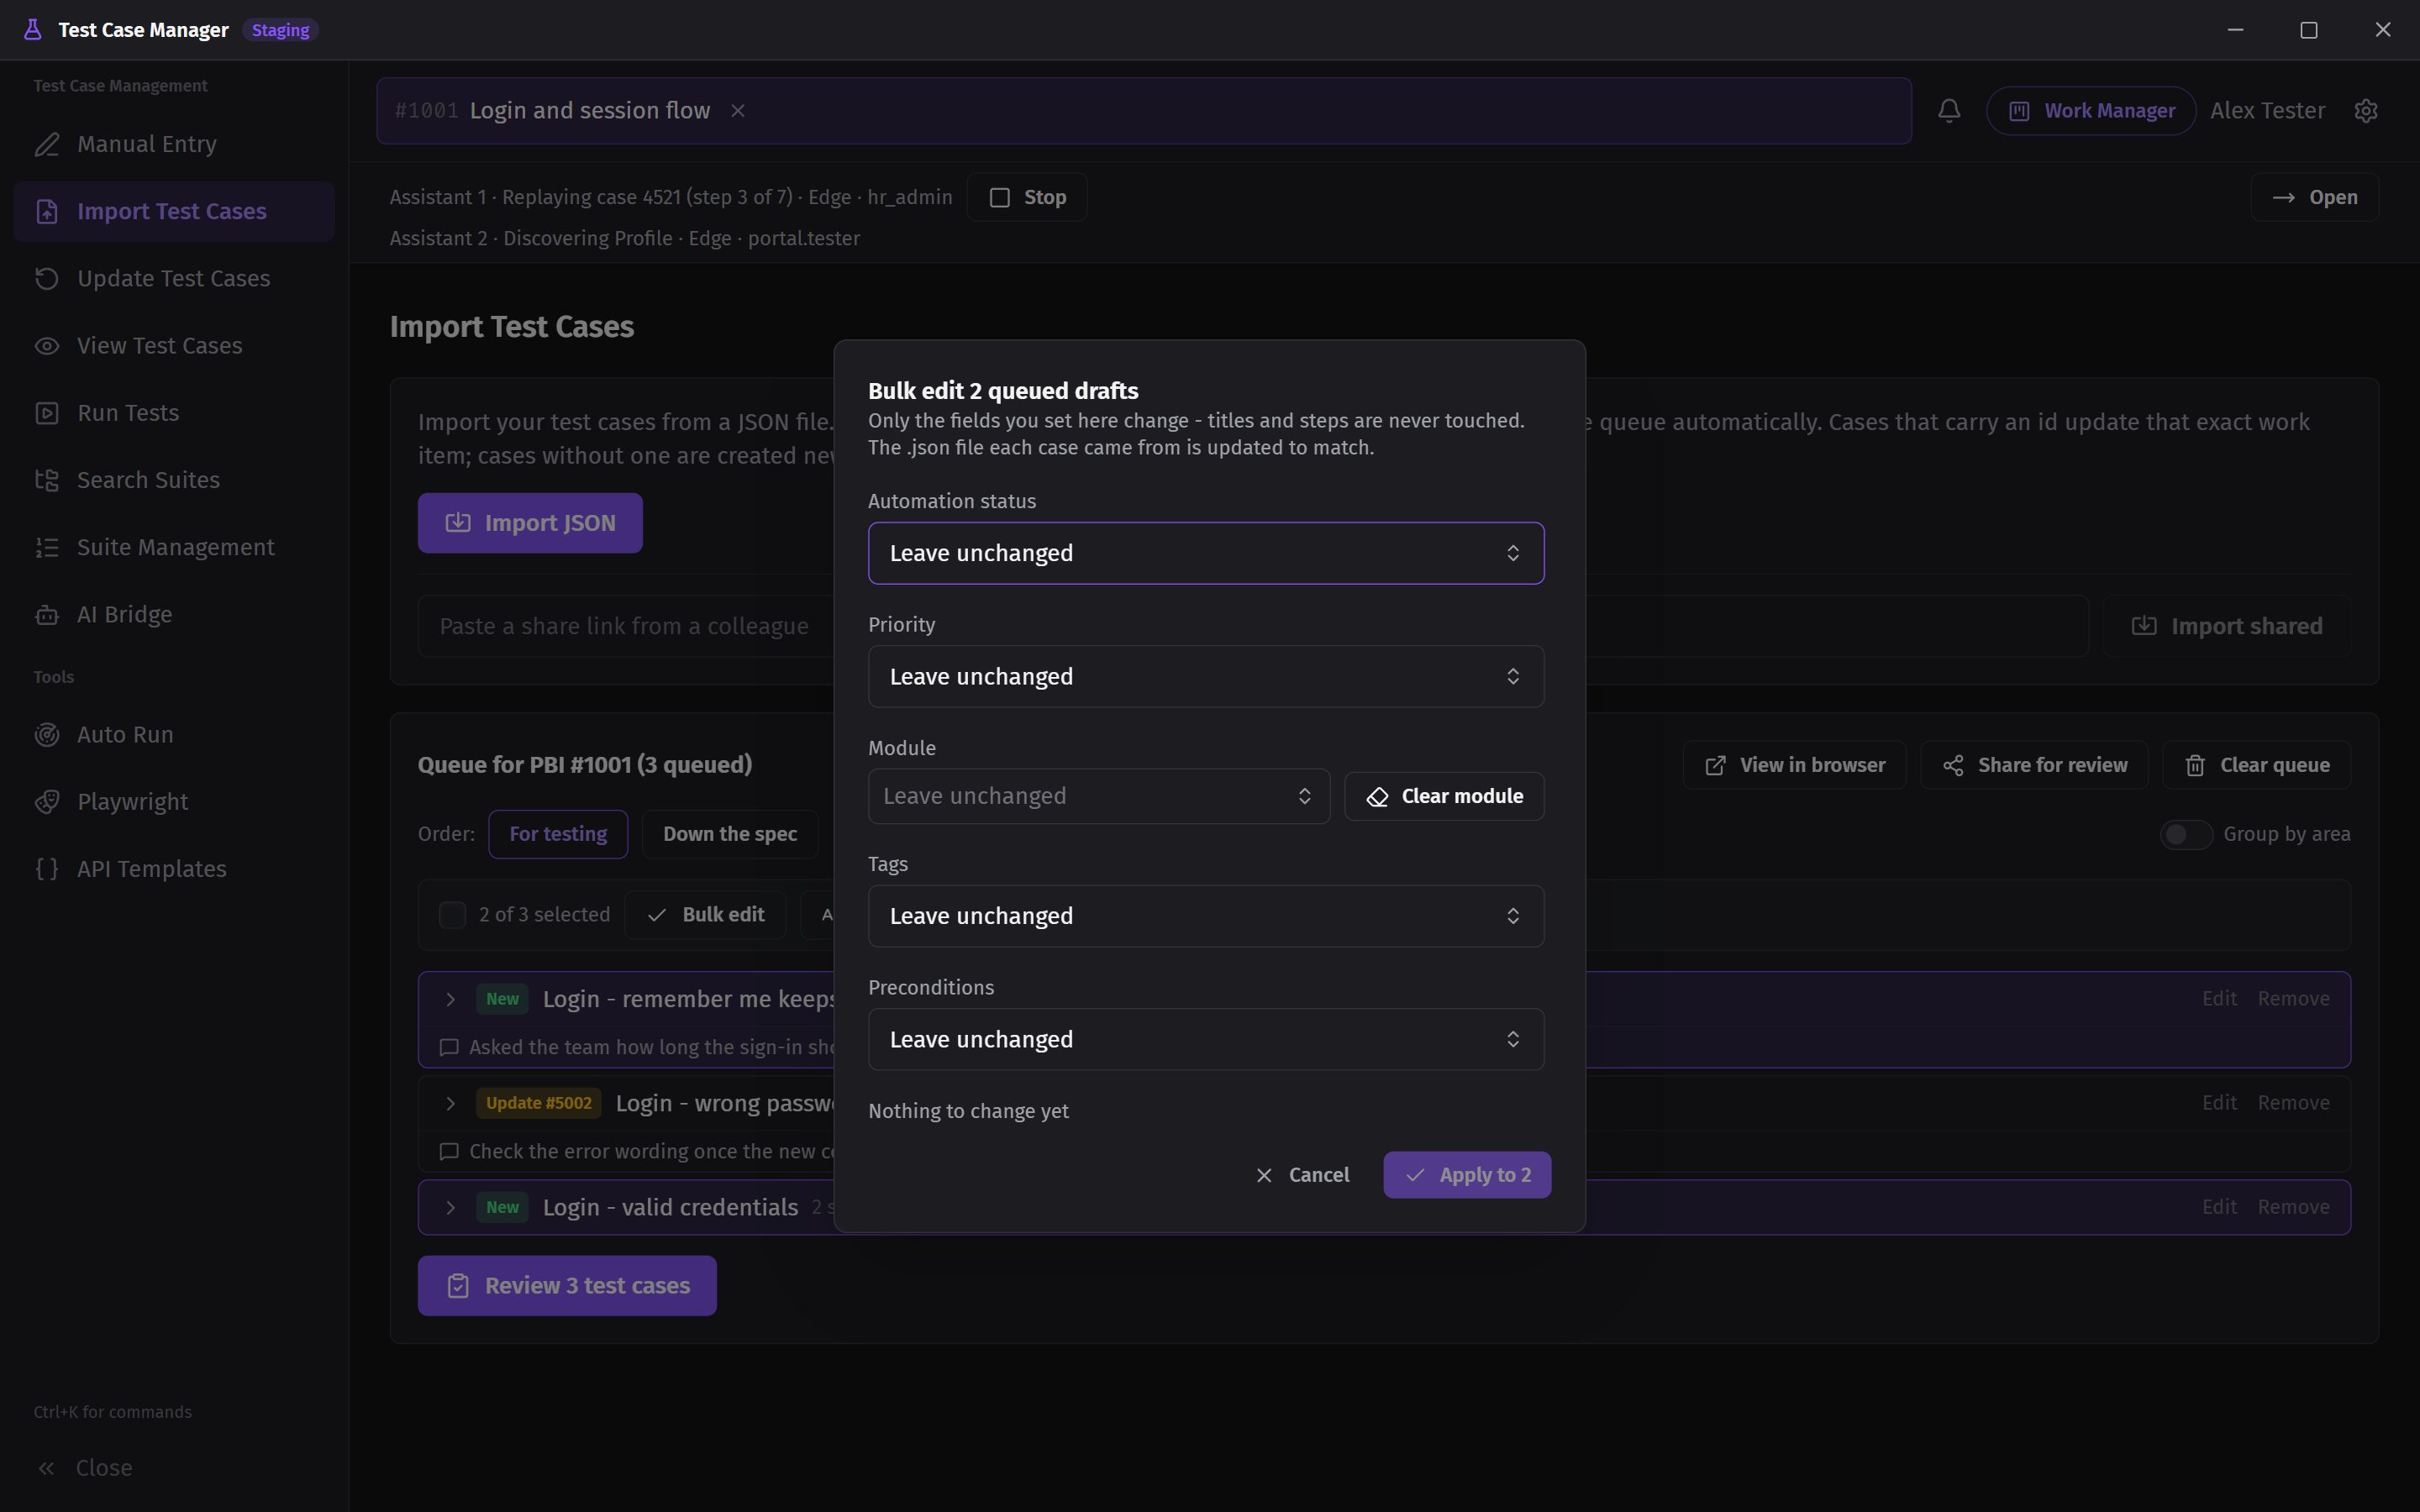 Test Case Manager Staging
Test Case Management
Manual Entry
Import Test Cases
Update Test Cases
View Test Cases
Run Tests
Search Suites
Suite Management
AI Bridge
Tools
Auto Run
Playwright
API Templates
Ctrl+K for commands
Close
#1001 Login and session flow
Work Manager
Alex Tester
Assistant 1 · Replaying case 4521 (step 3 of 7) · Edge · hr_admin
Stop
Open
Assistant 2 · Discovering Profile · Edge · portal.tester
Import Test Cases
Import your test cases from a JSON file.
queue automatically. Cases that carry an id update that exact work
item; cases without one are created
Import JSON
Paste a share link from a colleague
Import shared
Queue for PBI #1001 (3 queued)
View in browser
Share for review
Clear queue
Order:
For testing
Down the spec
Group by area
2 of 3 selected
Bulk edit
New Login - remember me keeps
Edit Remove
Asked the team how long the sign-in
Update #5002 Login - wrong
Edit Remove
Check the error wording once the new
New Login - valid credentials 2
Edit Remove
Review 3 test cases
Bulk edit 2 queued drafts
Only the fields you set here change - titles and steps are never touched.
The .json file each case came from is updated to match.
Automation status
Leave unchanged
Priority
Leave unchanged
Module
Leave unchanged
Clear module
Tags
Leave unchanged
Preconditions
Leave unchanged
Nothing to change yet
Cancel
Apply to 2